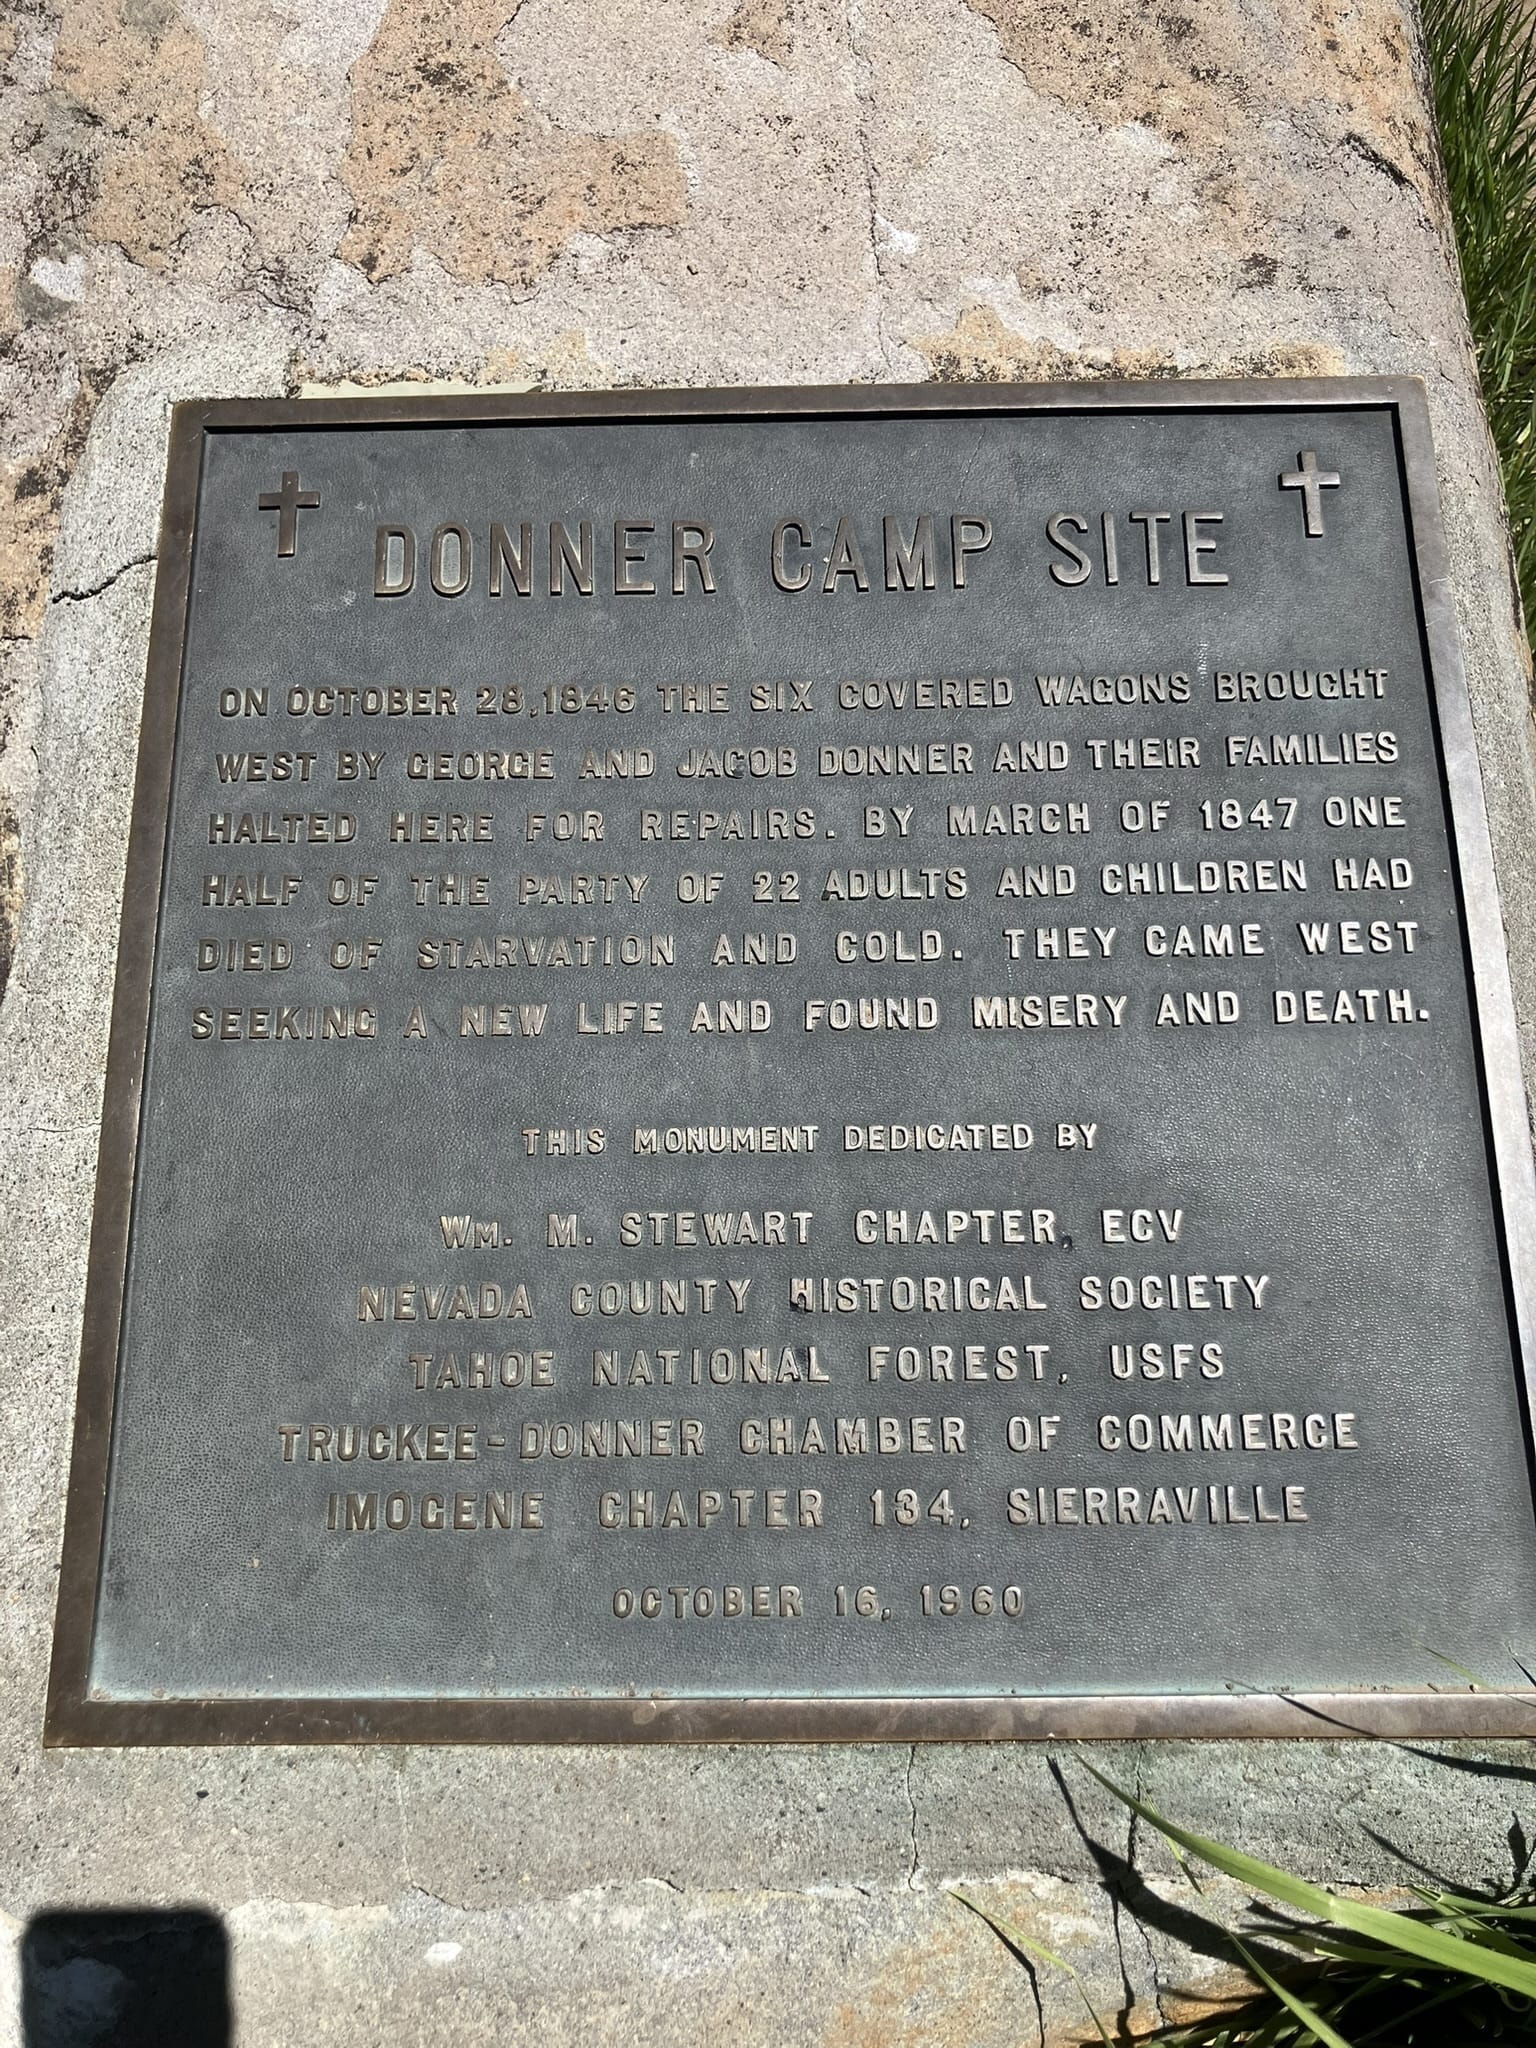 DONNER CAMP SITE
ON OCTOBER 28, 1846 THE SIX COVERED WAGONS BROUGHT
WEST BY GEORGE AND JACOB DONNER AND THEIR FAMILIES
HALTED HERE FOR REPAIRS. BY MARCH OF 1847 ONE
HALF OF THE PARTY OF 22 ADULTS AND CHILDREN HAD
DIED OF STARVATION AND COLD. THEY CAME WEST
SEEKING A NEW LIFE AND FOUND MISERY AND DEATH.
THIS MONUMENT DEDICATED BY
WM. M. STEWART CHAPTER, ECV
NEVADA COUNTY HISTORICAL SOCIETY
TAHOE NATIONAL FOREST, USFS
TRUCKEE-DONNER CHAMBER OF COMMERCE
IMOGENE CHAPTER 134, SIERRAVILLE
OCTOBER 16, 1960